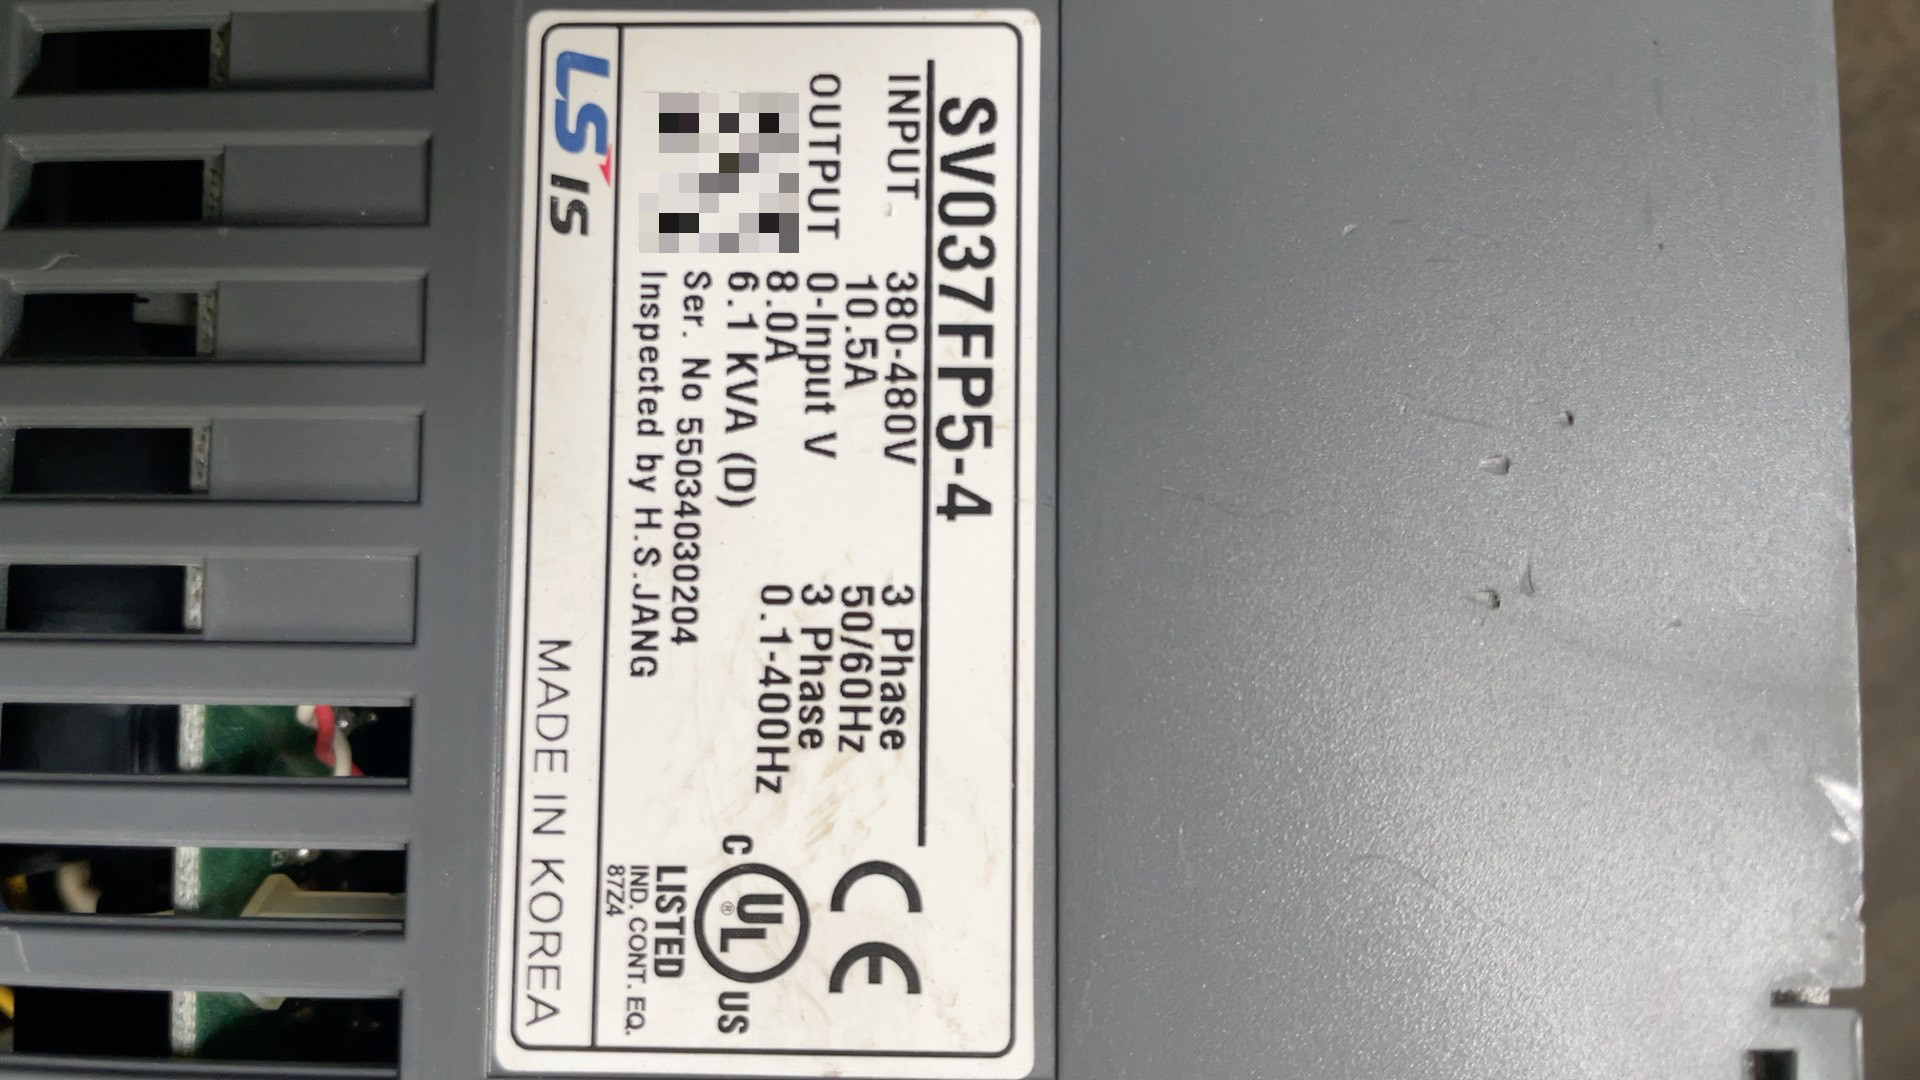 SV037FP5-4
INPUT 380-480V 3 Phase
10.5A 50/60Hz
OUTPUT 0-Input V 3 Phase
8.0A 0.1-400Hz
6.1 KVA (D)
Ser. No 55034030204
Inspected by H.S.JANG
CE
C UL ® US
LISTED
IND. CONT. EQ.
87Z4
LS IS MADE IN KOREA